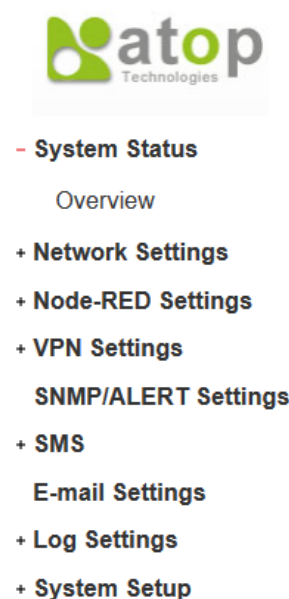 atop
Technologies
- System Status
Overview
+ Network Settings
+ Node-RED Settings
+ VPN Settings
SNMP/ALERT Settings
+ SMS
E-mail Settings
+ Log Settings
+ System Setup